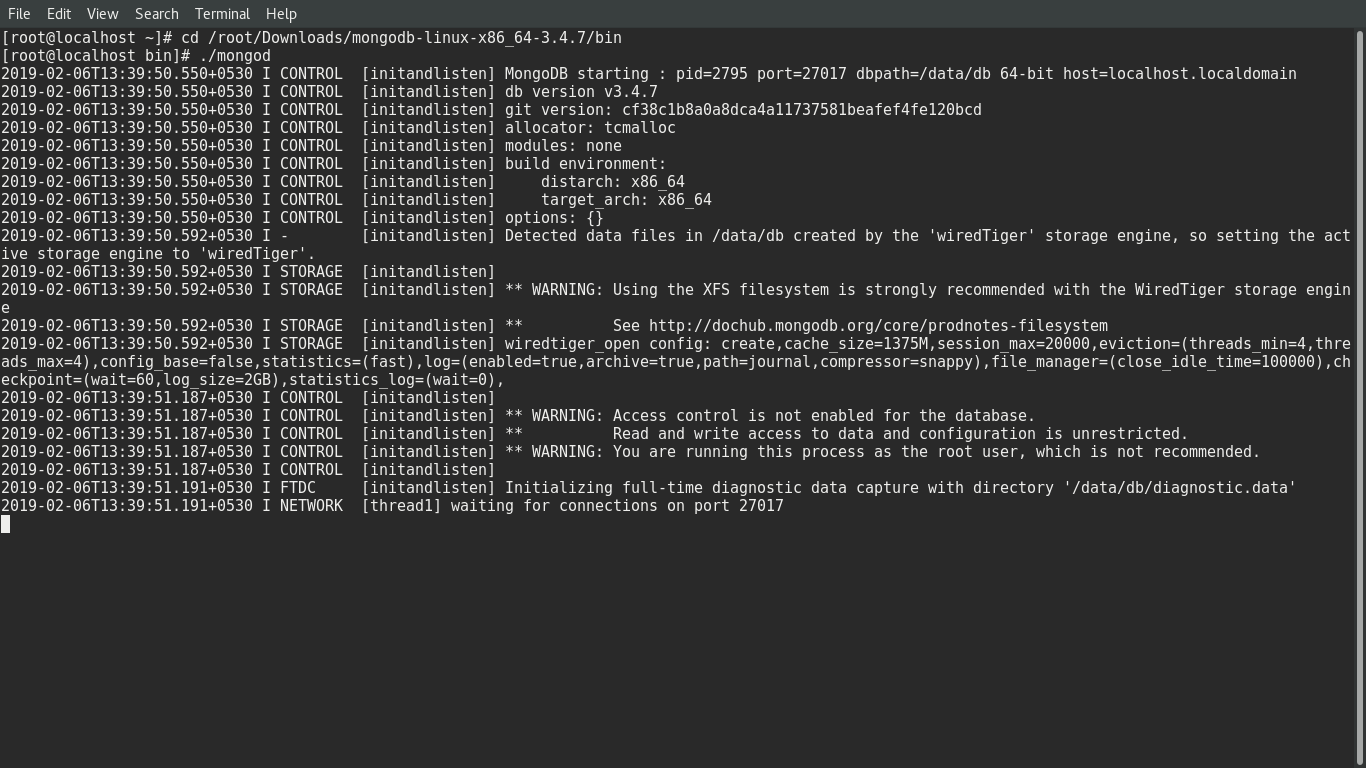 File Edit View Search Terminal Help
[root@localhost ~]# cd /root/Downloads/mongodb-linux-x86_64-3.4.7/bin
[root@localhost bin]# ./mongod
2019-02-06T13:39:50.550+0530 I CONTROL  [initandlisten] MongoDB starting : pid=2795 port=27017 dbpath=/data/db 64-bit host=localhost.localdomain
2019-02-06T13:39:50.550+0530 I CONTROL  [initandlisten] db version v3.4.7
2019-02-06T13:39:50.550+0530 I CONTROL  [initandlisten] git version: cf38c1b8a0a8dca4a11737581beafef4fe120bcd
2019-02-06T13:39:50.550+0530 I CONTROL  [initandlisten] allocator: tcmalloc
2019-02-06T13:39:50.550+0530 I CONTROL  [initandlisten] modules: none
2019-02-06T13:39:50.550+0530 I CONTROL  [initandlisten] build environment:
2019-02-06T13:39:50.550+0530 I CONTROL  [initandlisten]     distarch: x86_64
2019-02-06T13:39:50.550+0530 I CONTROL  [initandlisten]     target_arch: x86_64
2019-02-06T13:39:50.550+0530 I CONTROL  [initandlisten] options: {}
2019-02-06T13:39:50.592+0530 I -        [initandlisten] Detected data files in /data/db created by the 'wiredTiger' storage engine, so setting the act
ive storage engine to 'wiredTiger'.
2019-02-06T13:39:50.592+0530 I STORAGE  [initandlisten]
2019-02-06T13:39:50.592+0530 I STORAGE  [initandlisten] ** WARNING: Using the XFS filesystem is strongly recommended with the WiredTiger storage engin
e
2019-02-06T13:39:50.592+0530 I STORAGE  [initandlisten] **          See http://dochub.mongodb.org/core/prodnotes-filesystem
2019-02-06T13:39:50.592+0530 I STORAGE  [initandlisten] wiredtiger_open config: create,cache_size=1375M,session_max=20000,eviction=(threads_min=4,thre
ads_max=4),config_base=false,statistics=(fast),log=(enabled=true,archive=true,path=journal,compressor=snappy),file_manager=(close_idle_time=100000),ch
eckpoint=(wait=60,log_size=2GB),statistics_log=(wait=0),
2019-02-06T13:39:51.187+0530 I CONTROL  [initandlisten]
2019-02-06T13:39:51.187+0530 I CONTROL  [initandlisten] ** WARNING: Access control is not enabled for the database.
2019-02-06T13:39:51.187+0530 I CONTROL  [initandlisten] **          Read and write access to data and configuration is unrestricted.
2019-02-06T13:39:51.187+0530 I CONTROL  [initandlisten] ** WARNING: You are running this process as the root user, which is not recommended.
2019-02-06T13:39:51.187+0530 I CONTROL  [initandlisten]
2019-02-06T13:39:51.191+0530 I FTDC     [initandlisten] Initializing full-time diagnostic data capture with directory '/data/db/diagnostic.data'
2019-02-06T13:39:51.191+0530 I NETWORK  [thread1] waiting for connections on port 27017